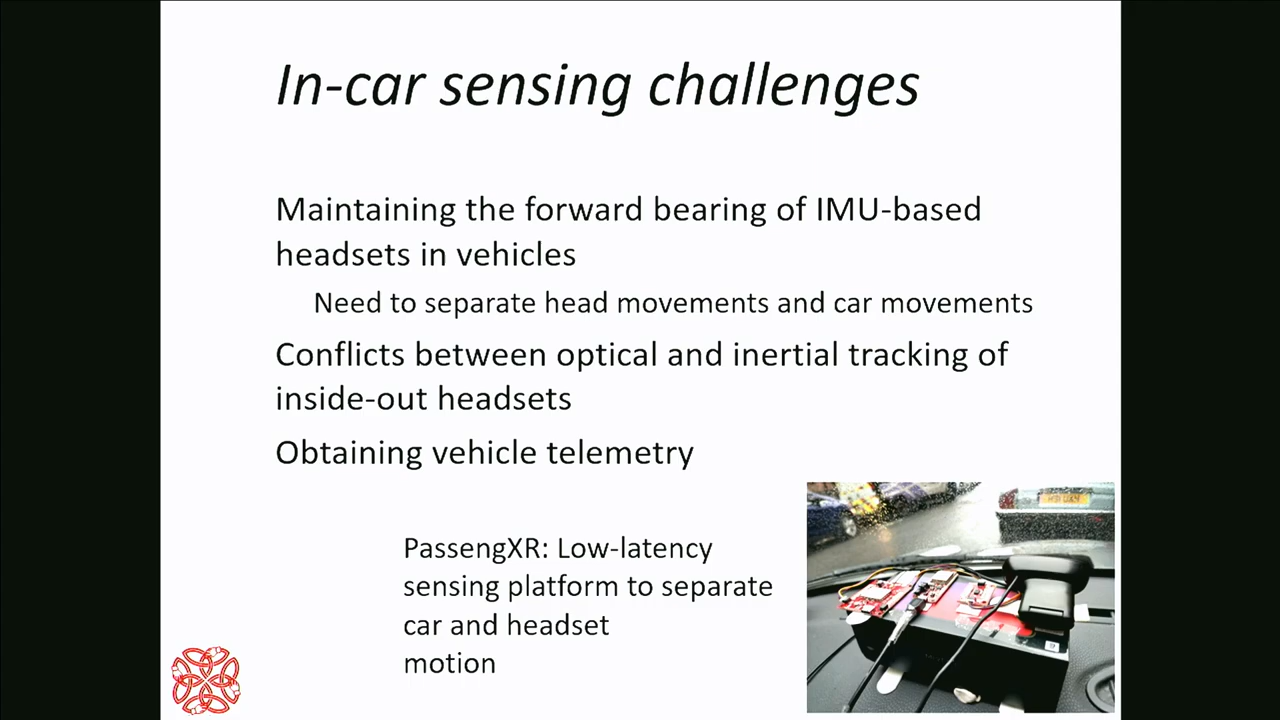 In-car sensing challenges
Maintaining the forward bearing of IMU-based
headsets in vehicles
Need to separate head movements and car movements
Conflicts between optical and inertial tracking of
inside-out headsets
Obtaining vehicle telemetry
PassengXR: Low-latency
sensing platform to separate
car and headset
motion